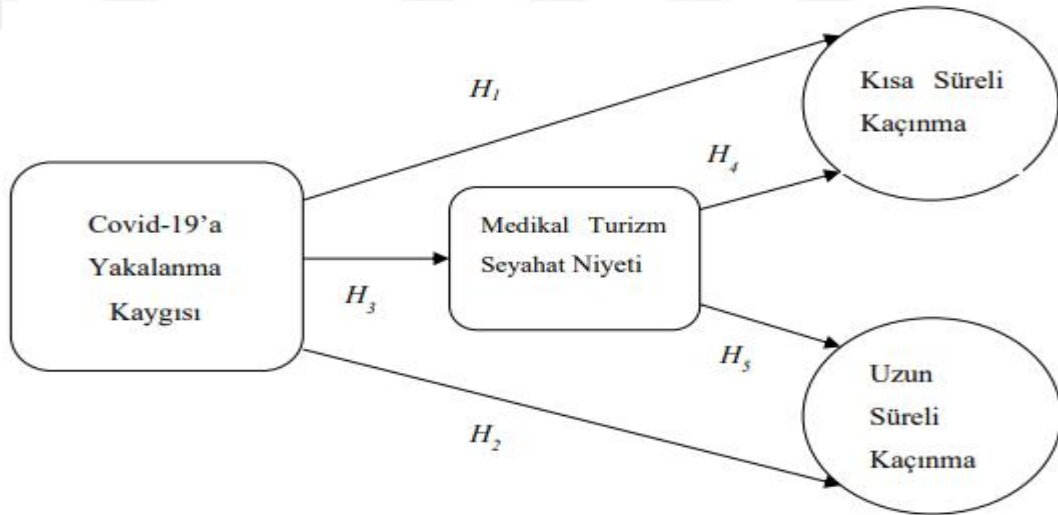 H1
Kısa Süreli
Kaçınma
H4
Covid-19’a
Yakalanma
Kaygısı
Medikal Turizm
Seyahat Niyeti
H3
H5
H2
Uzun
Süreli
Kaçınma